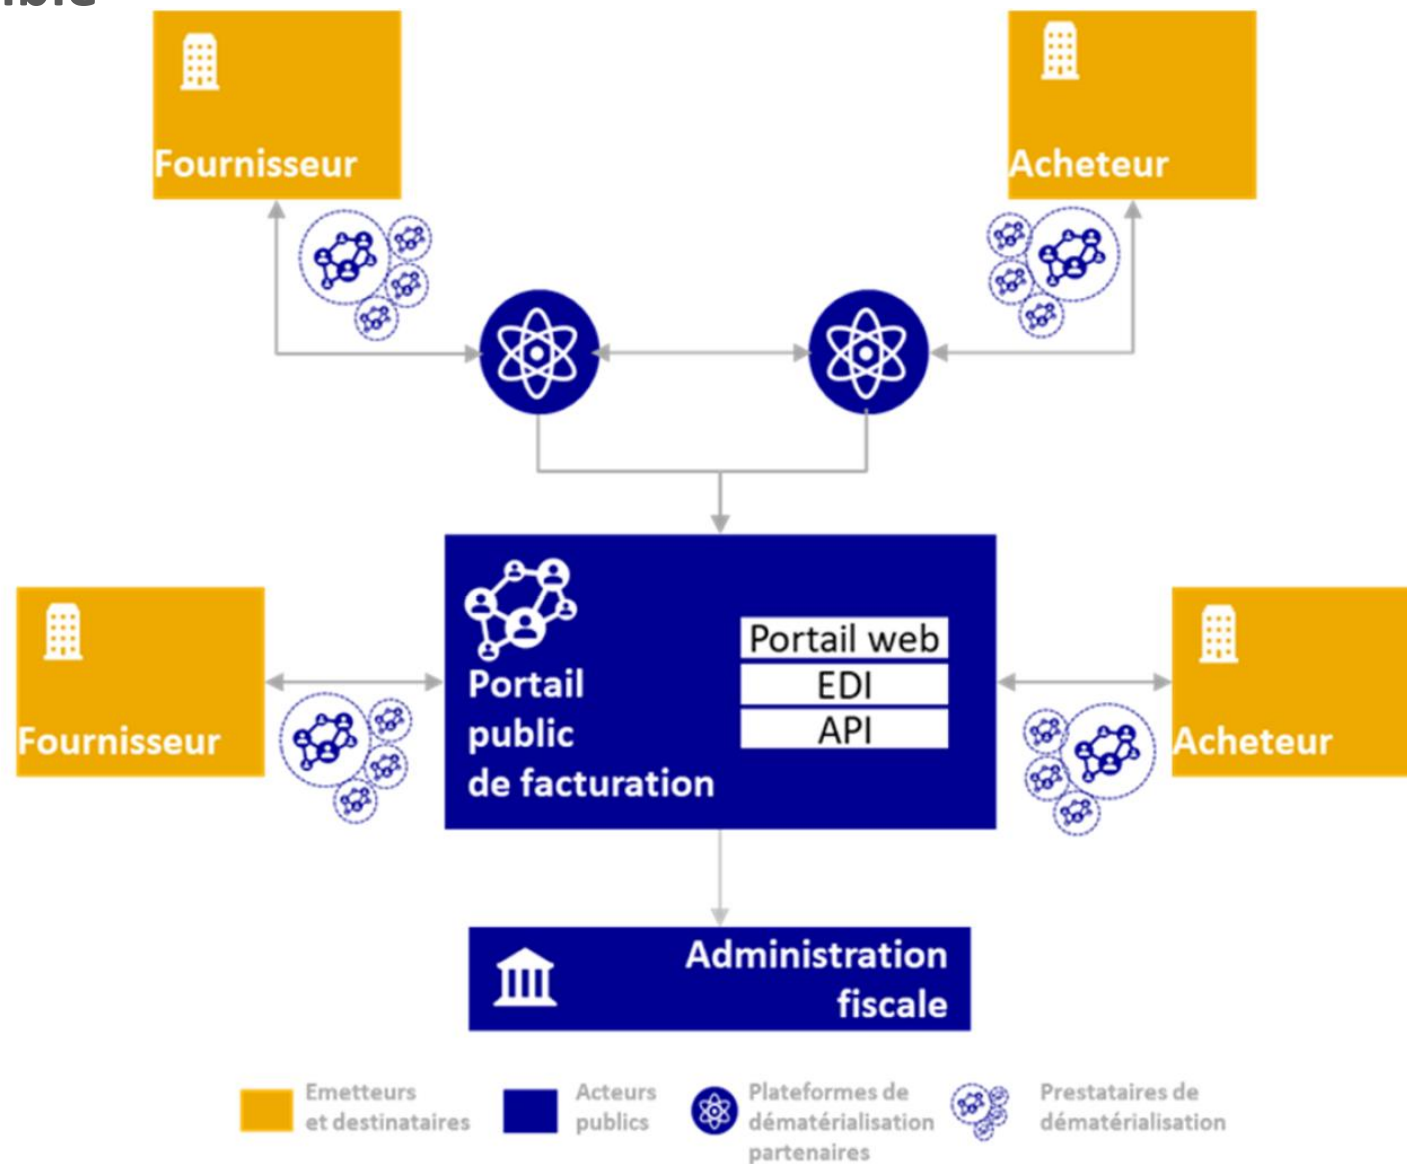 Fournisseur
Acheteur
Portail web
EDI
API
Portail
public
de facturation
Fournisseur
Acheteur
Administration
fiscale
Emetteurs
et destinataires
Acteurs
publics
Plateformes de
dématérialisation
partenaires
Prestataires de
dématérialisation